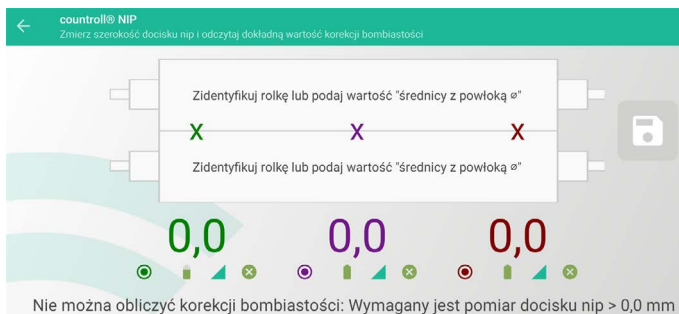 countroll® NIP
Zmierz szerokość docisku nip i odczytaj dokładną wartość korekcji bombiastości
Zidentyfikuj rolkę lub podaj wartość "średnicy z powłoką ⌀"
X X X
Zidentyfikuj rolkę lub podaj wartość "średnicy z powłoką ⌀"
0,0 0,0 0,0
Nie można obliczyć korekcji bombiastości: Wymagany jest pomiar docisku nip > 0,0 mm